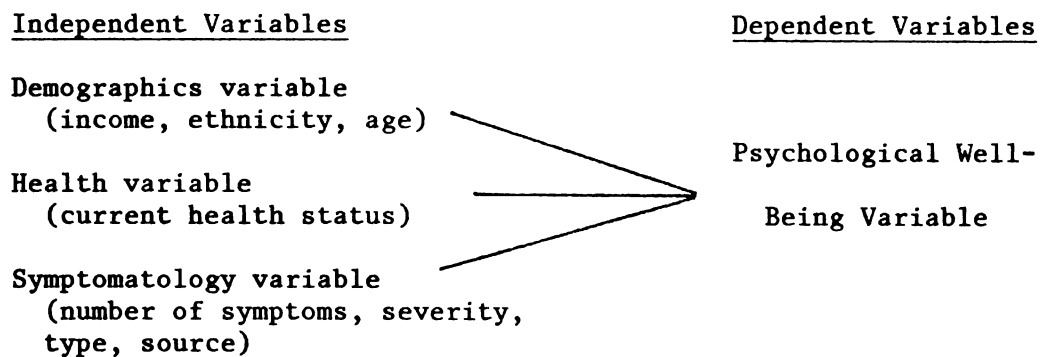 Independent Variables
Dependent Variables
Demographics variable
(income, ethnicity, age)
Psychological Well-
Health variable
(current health status)
Being Variable
Symptomatology variable
(number of symptoms, severity,
type, source)